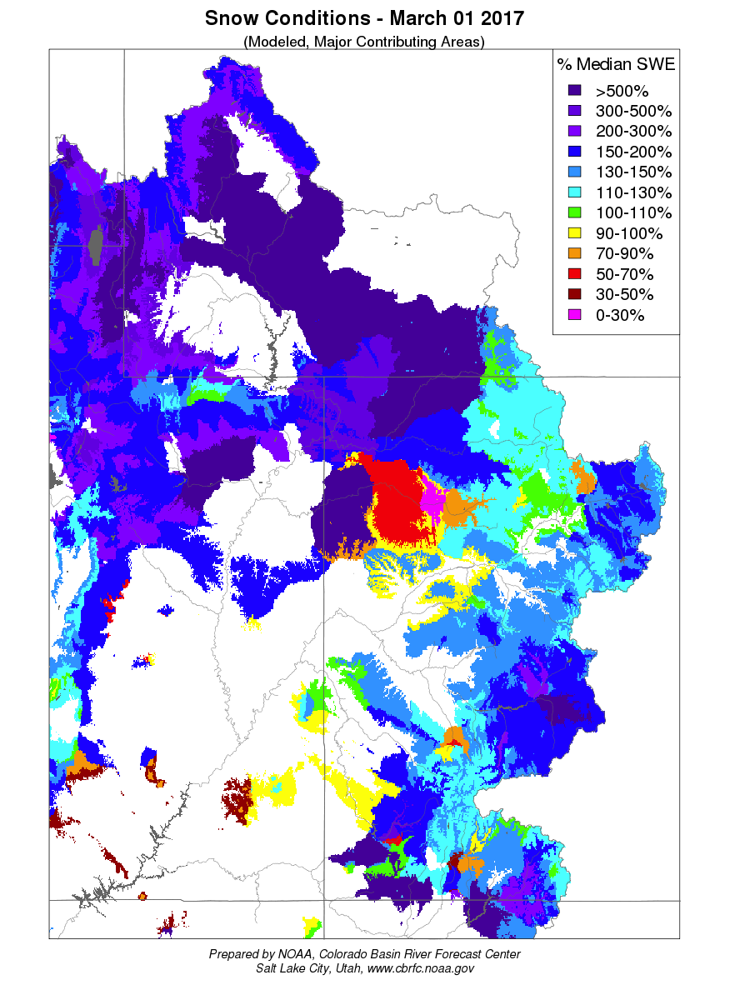 Snow Conditions - March 01 2017
(Modeled, Major Contributing Areas)
% Median SWE
>500%
300-500%
200-300%
150-200%
130-150%
110-130%
100-110%
90-100%
70-90%
50-70%
30-50%
0-30%
Prepared by NOAA, Colorado Basin River Forecast Center
Salt Lake City, Utah, www.cbrfc.noaa.gov